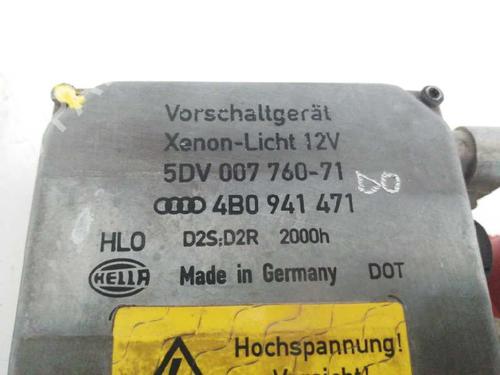 Vorschaltgerät
Xenon-Licht 12V
5DV 007 760-71
4B0 941 471
HLO D2S;D2R 2000h
HELLA Made in Germany DOT
Hochspannung!
Vorsicht!